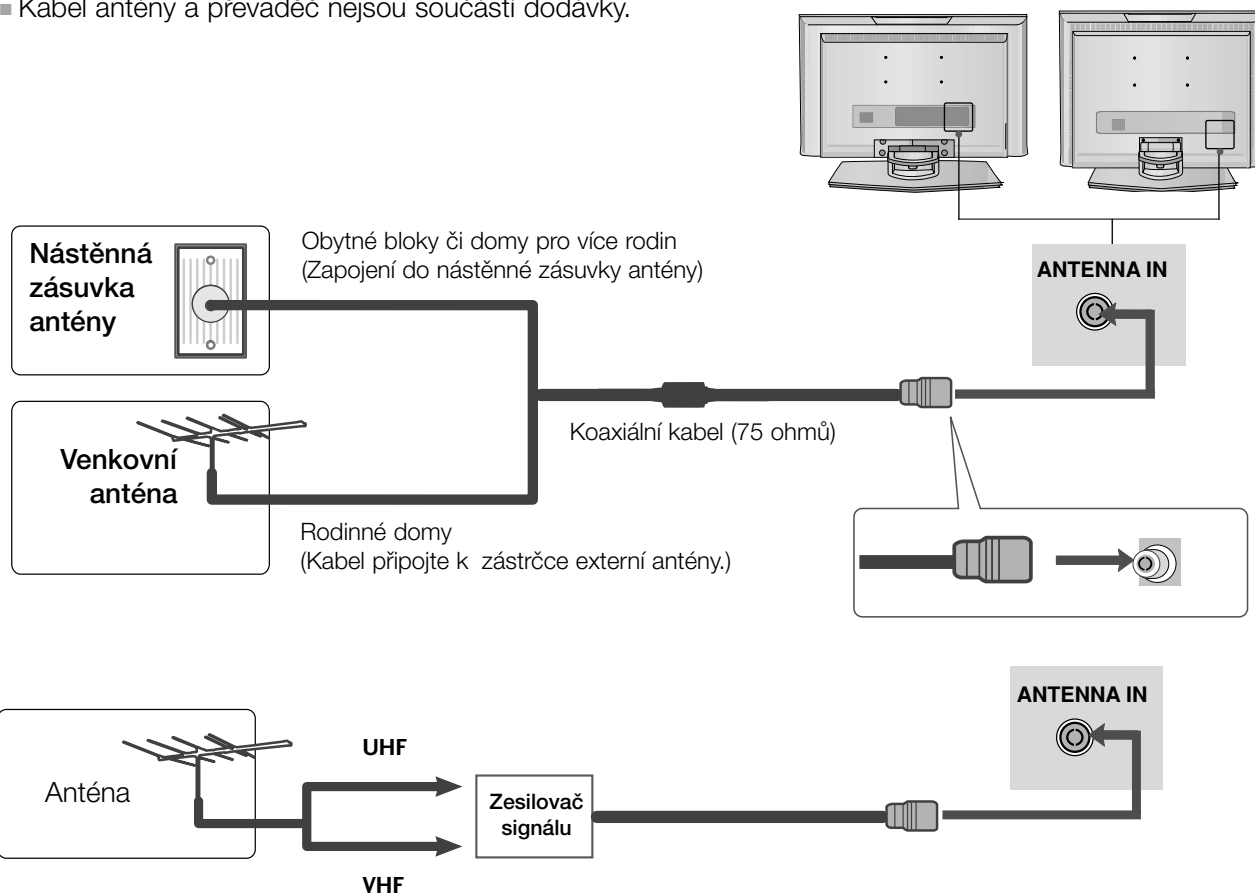 Kabel antény a převaděč nejsou součástí dodávky.
Nástěnná
zásuvka
antény
Obytné bloky či domy pro více rodin
(Zapojení do nástěnné zásuvky antény)
ANTENNA IN
Venkovní
anténa
Koaxiální kabel (75 ohmů)
Rodinné domy
(Kabel připojte k zástrčce externí antény.)
ANTENNA IN
Anténa
UHF
Zesilovač
signálu
VHF